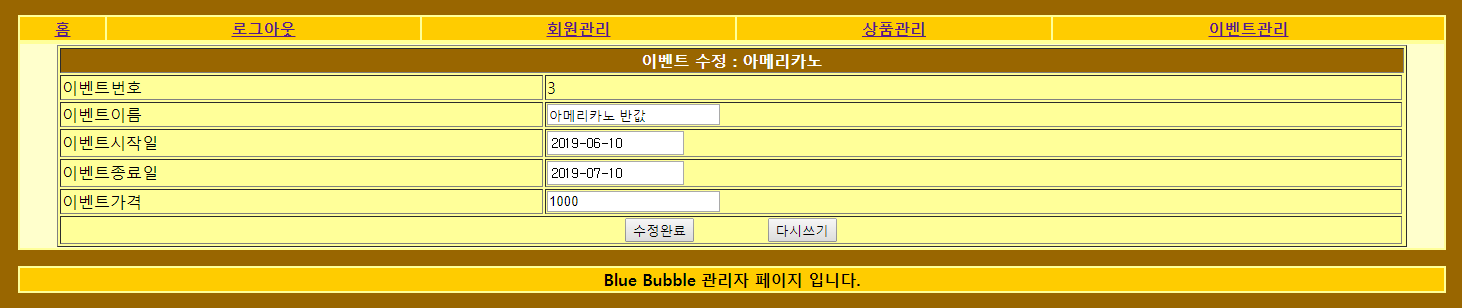 홈 로그아웃 회원관리 상품관리 이벤트관리
이벤트 수정 : 아메리카노
이벤트번호 3
이벤트이름 아메리카노 반값
이벤트시작일 2019-06-10
이벤트종료일 2019-07-10
이벤트가격 1000
수정완료 다시쓰기
Blue Bubble 관리자 페이지 입니다.